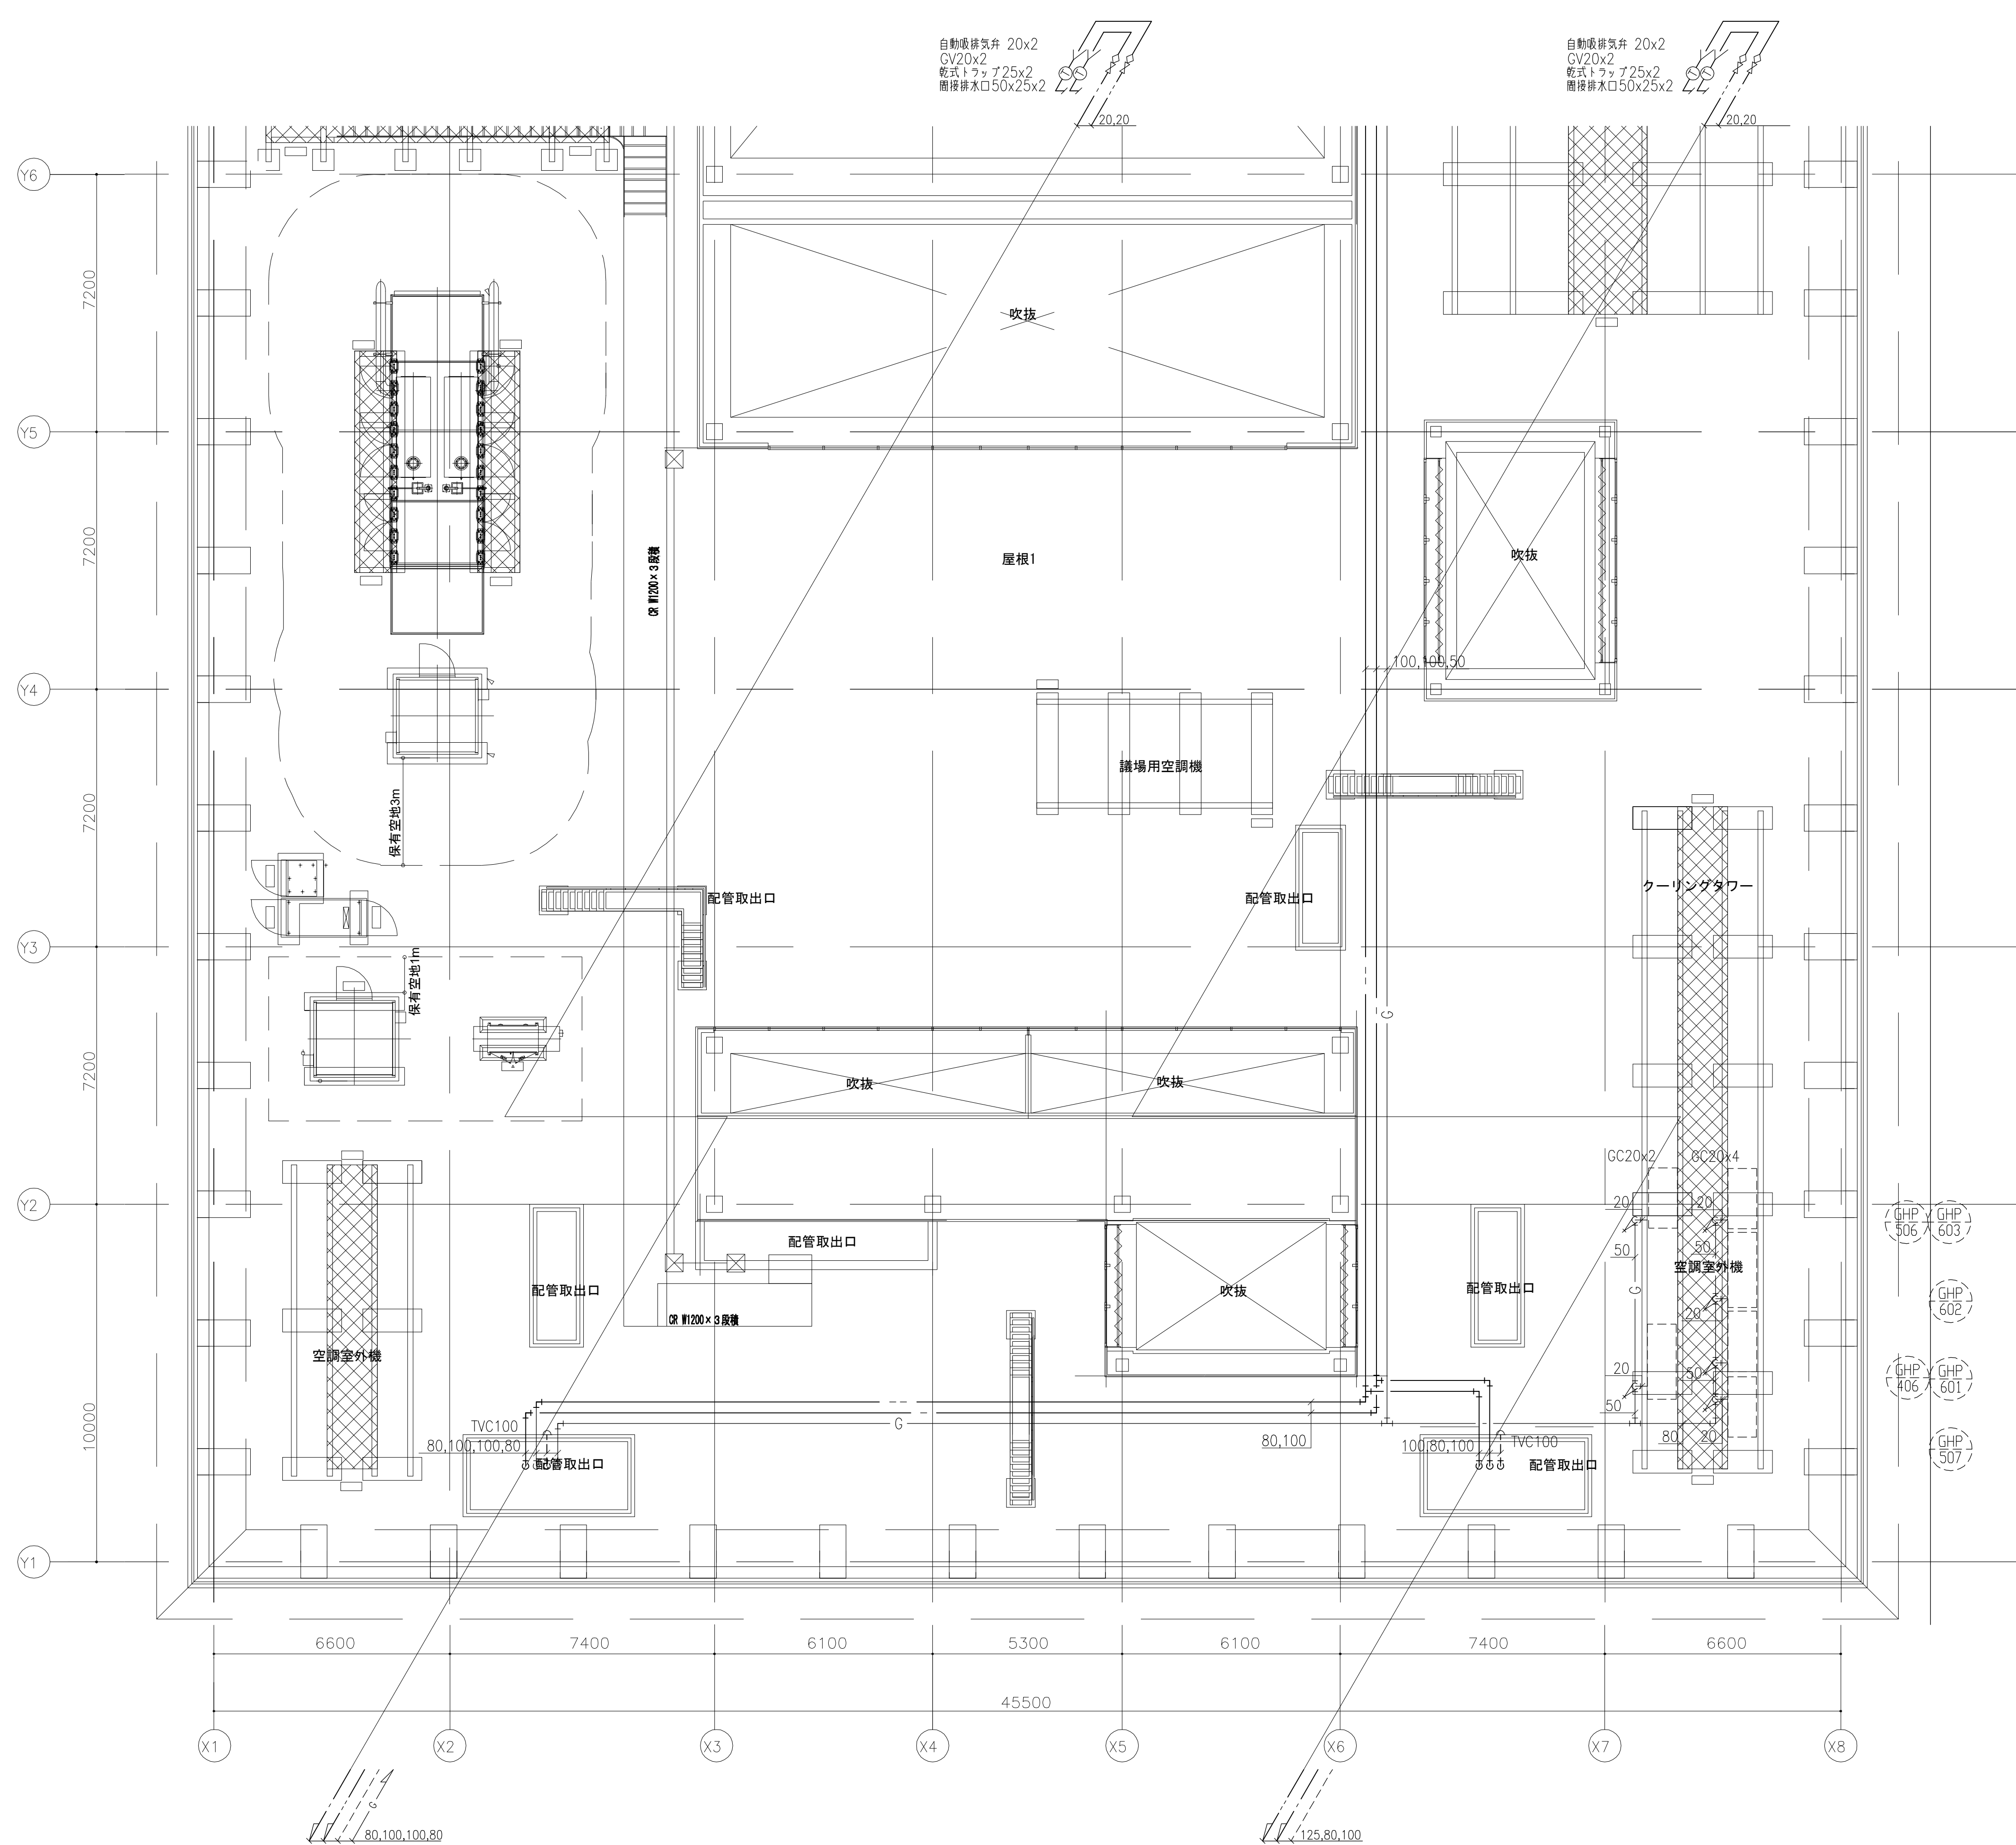 自動吸排気弁 20x2
GV20x2
乾式トラップ25x2
間接排水口50x25x2
20,20
自動吸排気弁 20x2
GV20x2
乾式トラップ25x2
間接排水口50x25x2
20,20
Y6
7200
吹抜
Y5
7200
CR W1200×3段積
屋根1
吹抜
100,100,50
Y4
7200
議場用空調機
保有空地3m
配管取出口
配管取出口
クーリングタワー
Y3
7200
保有空地1m
G
吹抜
吹抜
GC20x2
GC20x4
Y2
20
20
GHP
506
GHP
603
配管取出口
50
50
配管取出口
吹抜
配管取出口
空調室外機
G
GHP
602
CR W1200×3段積
20
空調室外機
20
50
GHP
406
GHP
601
50
10000
TVC100
G
80,100,100,80
80,100
100,80,100
TVC100
80
20
GHP
507
配管取出口
配管取出口
Y1
6600
7400
6100
5300
6100
7400
6600
45500
X1
X2
X3
X4
X5
X6
X7
X8
G
80,100,100,80
125,80,100